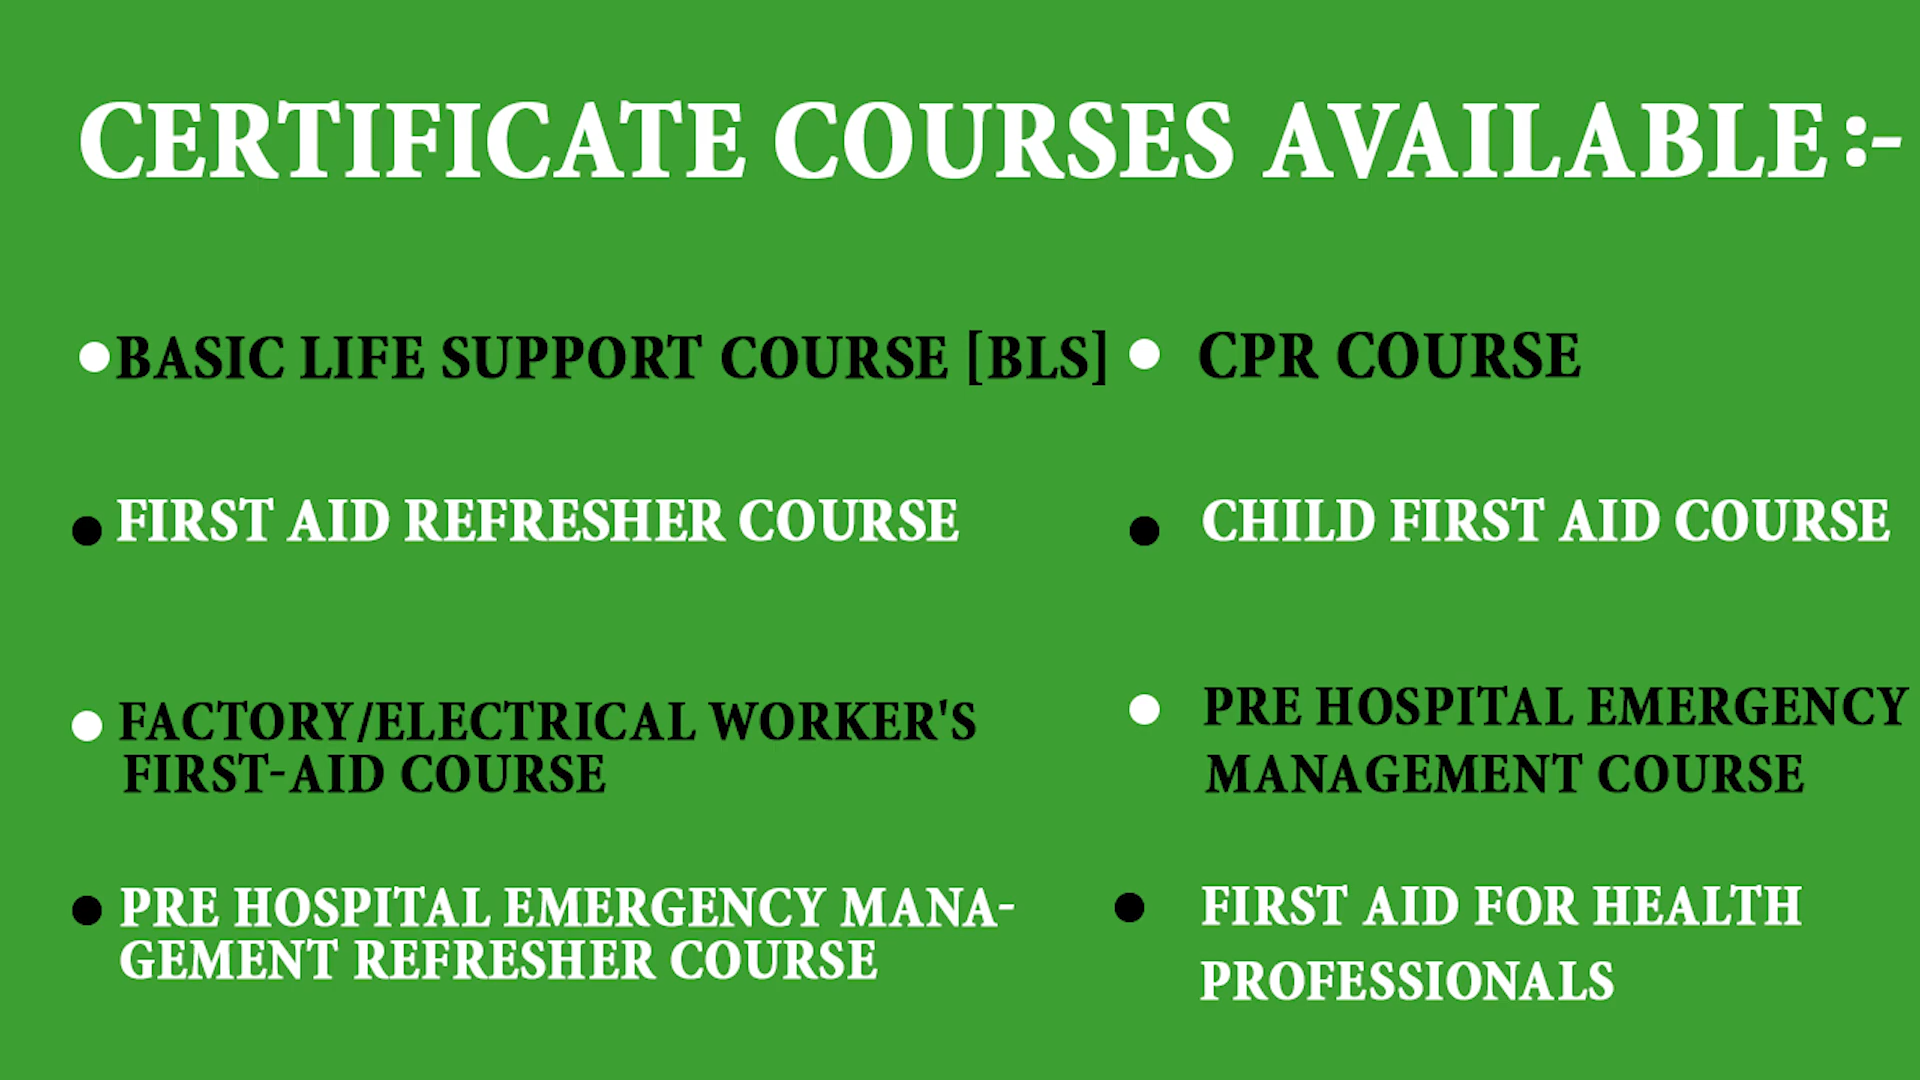 CERTIFICATE COURSES AVAILABLE :-
BASIC LIFE SUPPORT COURSE [BLS]
CPR COURSE
FIRST AID REFRESHER COURSE
CHILD FIRST AID COURSE
FACTORY/ELECTRICAL WORKER'S
FIRST-AID COURSE
PRE HOSPITAL EMERGENCY
MANAGEMENT COURSE
PRE HOSPITAL EMERGENCY MANA-
GEMENT REFRESHER COURSE
FIRST AID FOR HEALTH
PROFESSIONALS